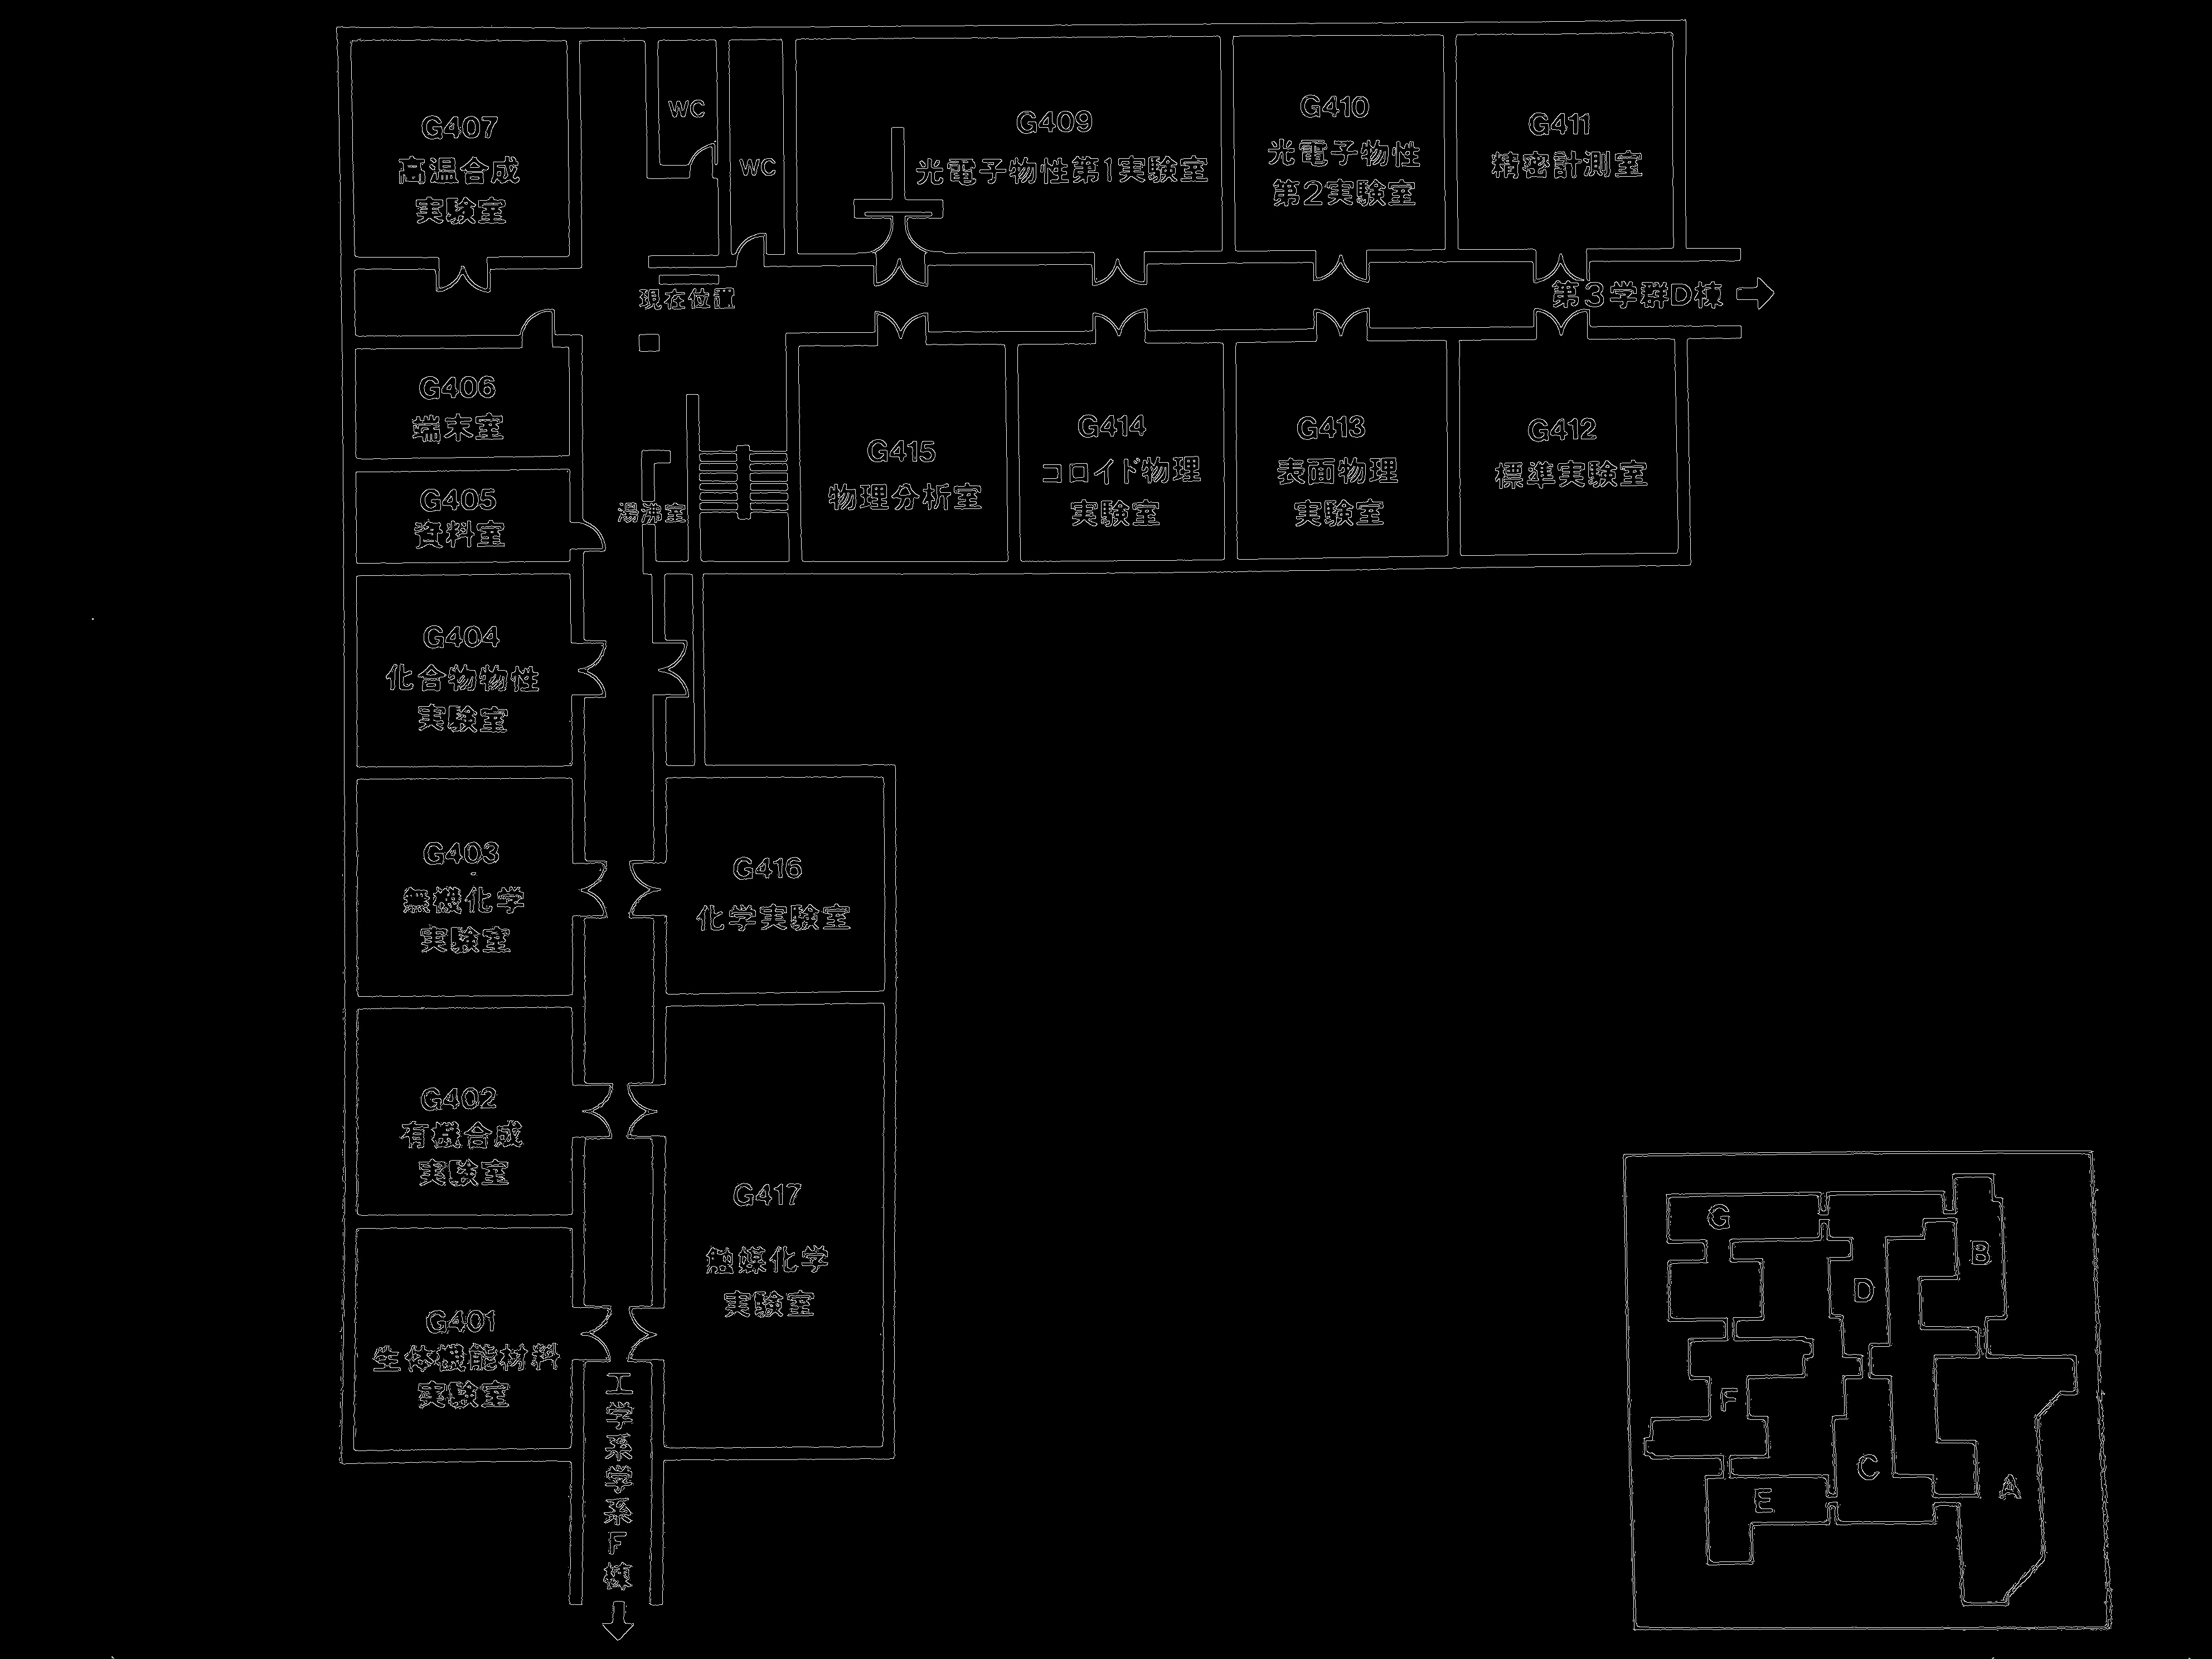 G407
高温合成
実験室
WC
WC
G409
光電子物性第1実験室
G410
光電子物性
第2実験室
G411
精密計測室
現在位置
第3学群D棟
G406
端末室
G405
資料室
湯沸室
G415
物理分析室
G414
コロイド物理
実験室
G413
表面物理
実験室
G412
標準実験室
G404
化合物物性
実験室
G403
無機化学
実験室
G416
化学実験室
G402
有機合成
実験室
G417
触媒化学
実験室
G401
生体機能材料
実験室
工学系学系F棟
G
B
D
F
C
E
A